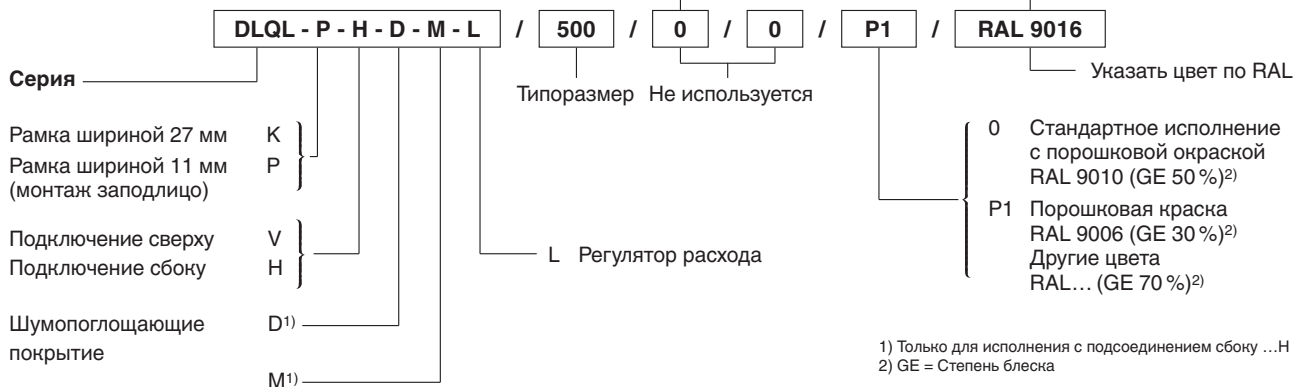 DLQL - P - H - D - M - L / 500 / 0 / 0 / P1 / RAL 9016
Серия
Типоразмер Не используется
Указать цвет по RAL
Рамка шириной 27 мм K
Рамка шириной 11 мм P
(монтаж заподлицо)
Подключение сверху V
Подключение сбоку H
L Регулятор расхода
Шумопоглощающие D1)
покрытие
M1)
0 Стандартное исполнение
с порошковой окраской
RAL 9010 (GE 50 %)2)
P1 Порошковая краска
RAL 9006 (GE 30 %)2)
Другие цвета
RAL… (GE 70 %)2)
1) Только для исполнения с подсоединением сбоку …H
2) GE = Степень блеска